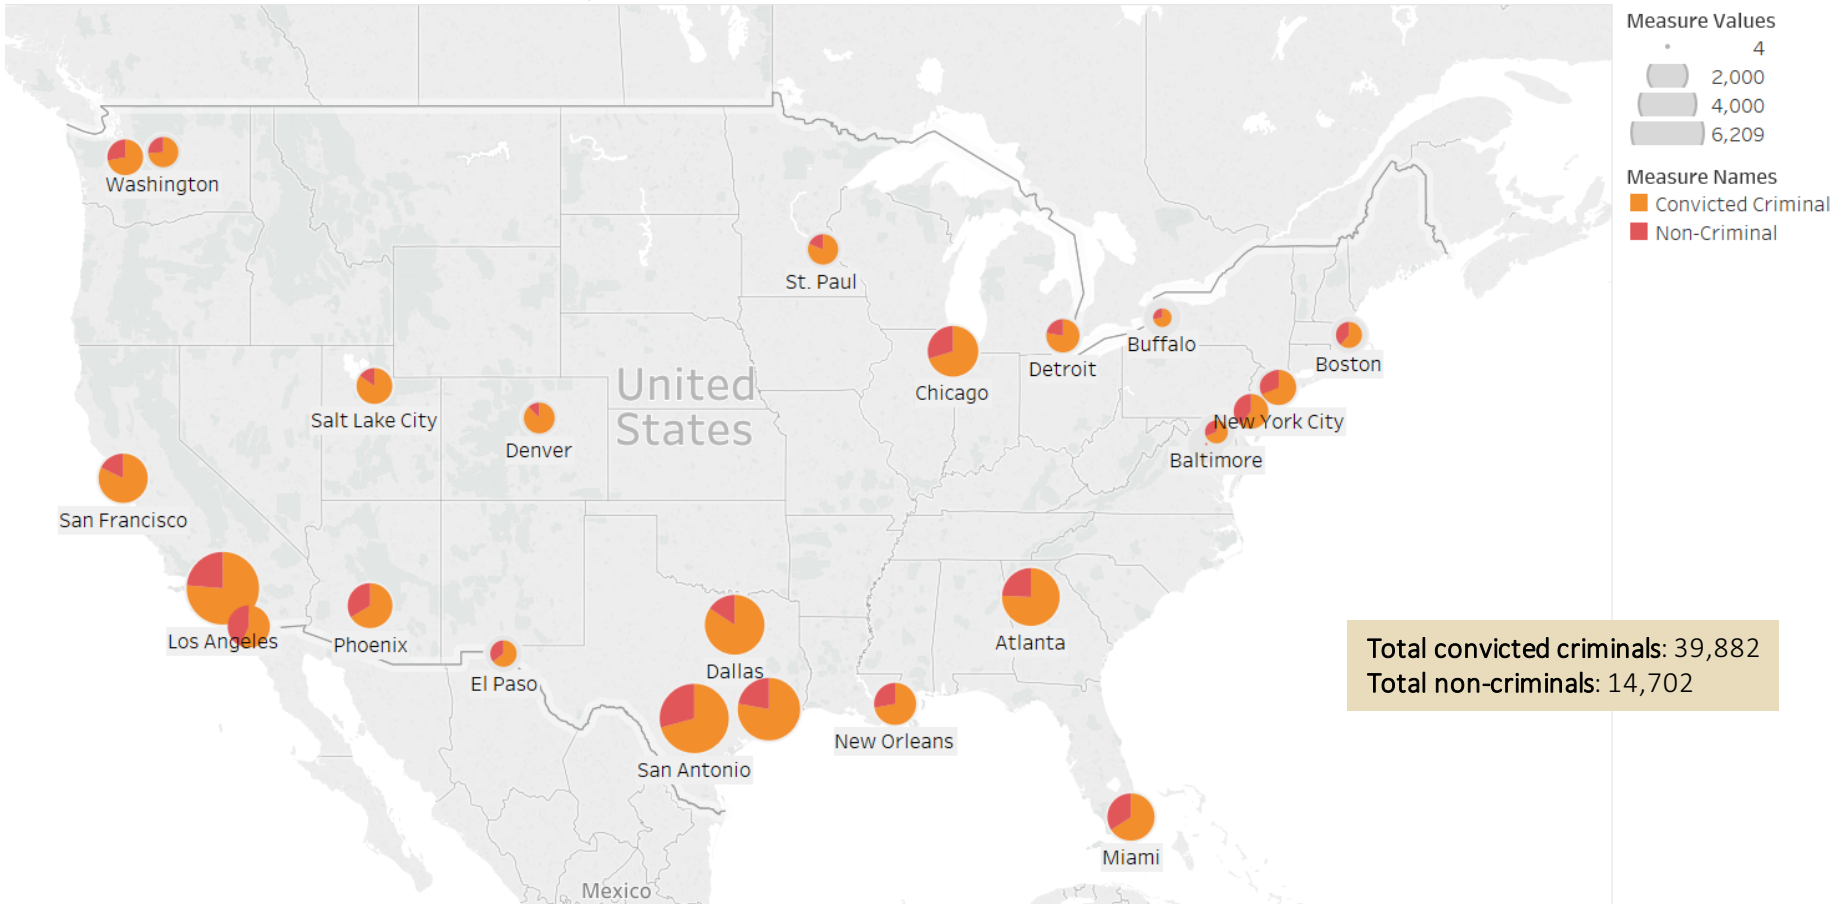 Measure Values
4
2,000
4,000
6,209
Measure Names
Convicted Criminal
Non-Criminal
Washington
St. Paul
Buffalo
Boston
Detroit
Chicago
United
States
Salt Lake City
New York City
Denver
Baltimore
San Francisco
Los Angeles
Phoenix
Atlanta
Dallas
El Paso
Total convicted criminals: 39,882
Total non-criminals: 14,702
New Orleans
San Antonio
Miami
Mexico